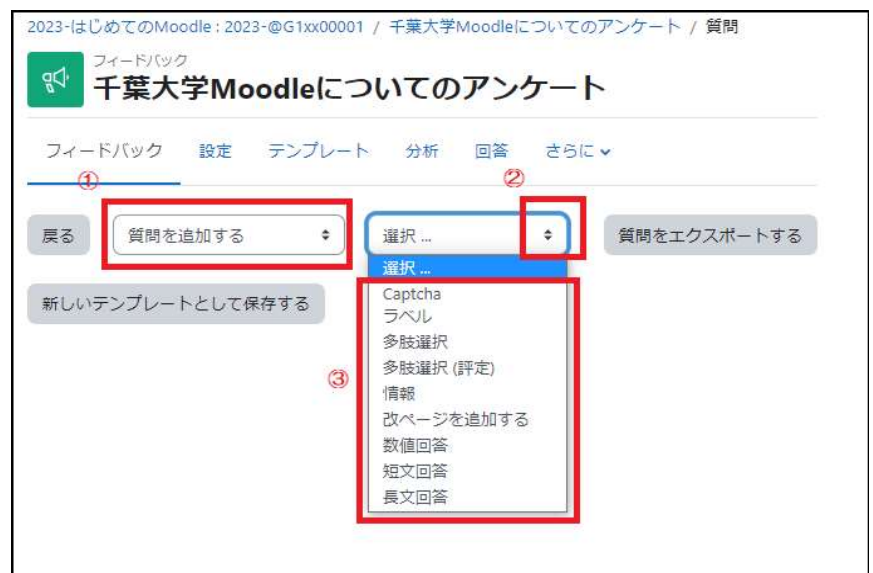 2023-はじめてのMoodle : 2023-@G1xx00001 / 千葉大学Moodleについてのアンケート / 質問
フィードバック
千葉大学Moodleについてのアンケート
フィードバック 設定 テンプレート 分析 回答 さらに
① ②
戻る 質問を追加する 選択 ... 質問をエクスポートする
選択 ...
新しいテンプレートとして保存する
Captcha
ラベル
多肢選択
多肢選択 (評定)
③
情報
改ページを追加する
数値回答
短文回答
長文回答